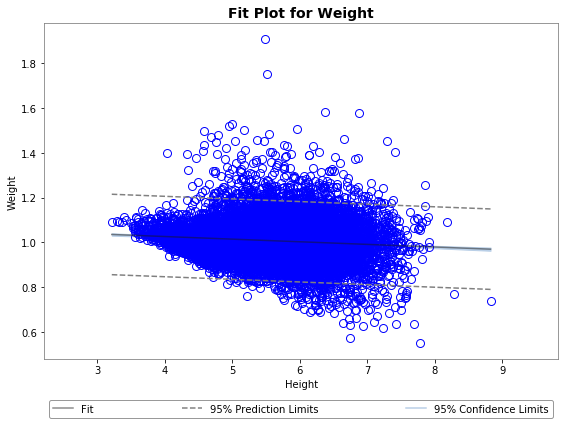 Fit Plot for Weight
1.8
1.6
1.4
1.2
1.0
0.8
0.6
Weight
3 4 5 6 7 8 9
Height
Fit 95% Prediction Limits 95% Confidence Limits